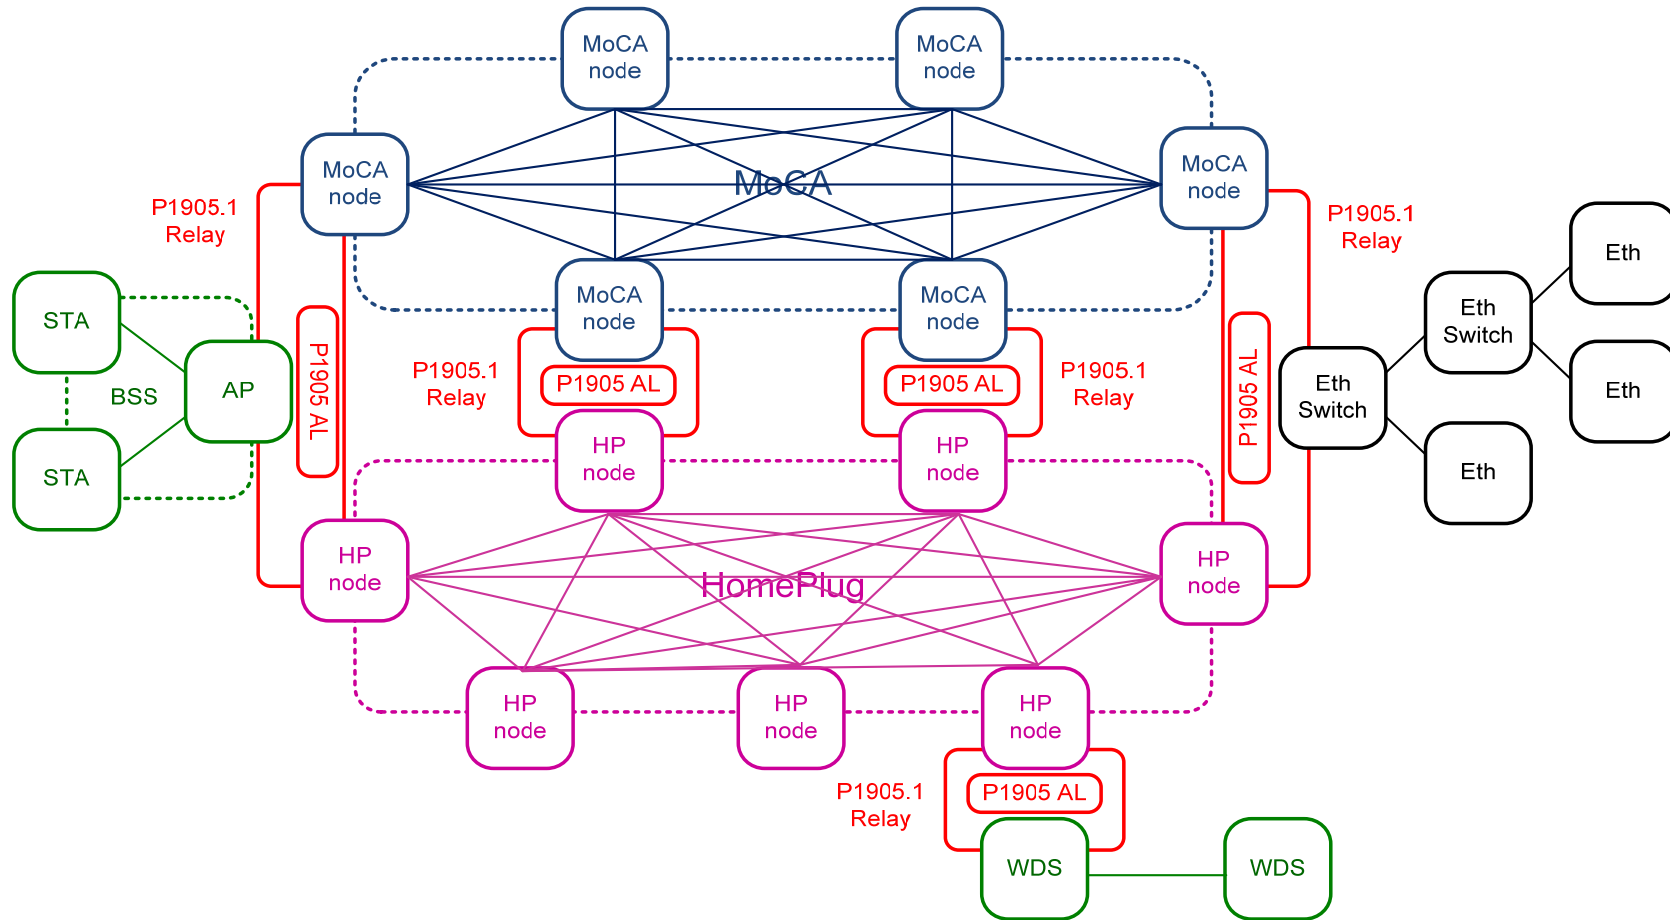 MoCA
node
MoCA
node
MoCA
node
MoCA
MoCA
node
P1905.1
Relay
P1905.1
Relay
MoCA
node
MoCA
node
STA
BSS
AP
STA
P1905 AL
P1905.1
Relay
P1905 AL
P1905 AL
P1905.1
Relay
P1905 AL
Eth
Switch
Eth
Switch
Eth
Eth
Eth
HP
node
HP
node
HP
node
HomePlug
HP
node
HP
node
HP
node
HP
node
P1905.1
Relay
P1905 AL
WDS
WDS